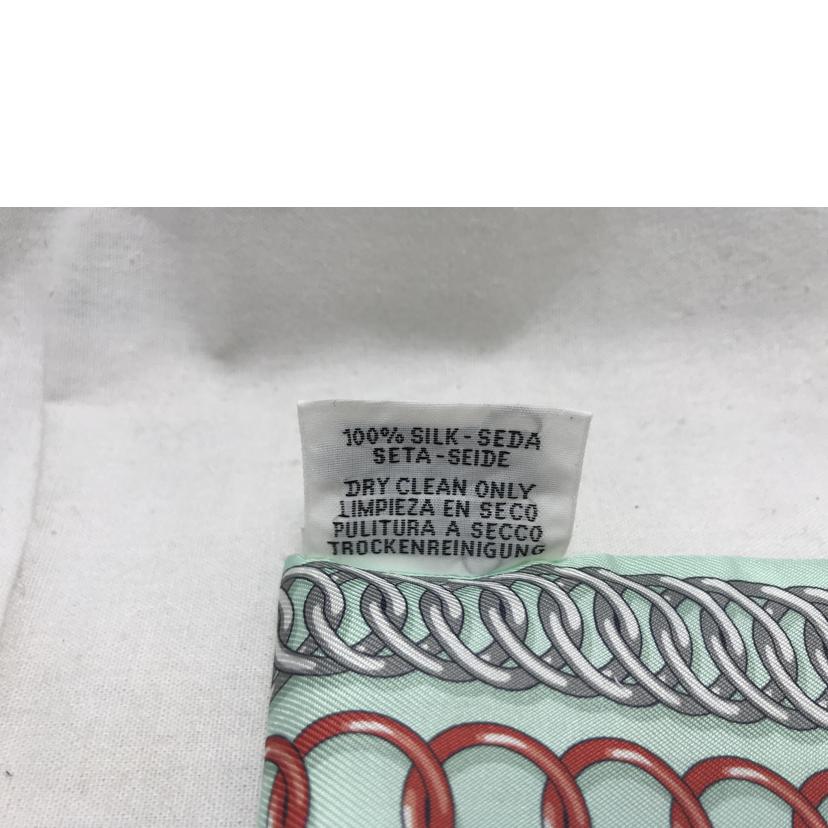 100% SILK - SEDA
SETA - SEIDE
DRY CLEAN ONLY
LIMPIEZA EN SECO
PULITURA A SECCO
TROCKENREINIGUNG